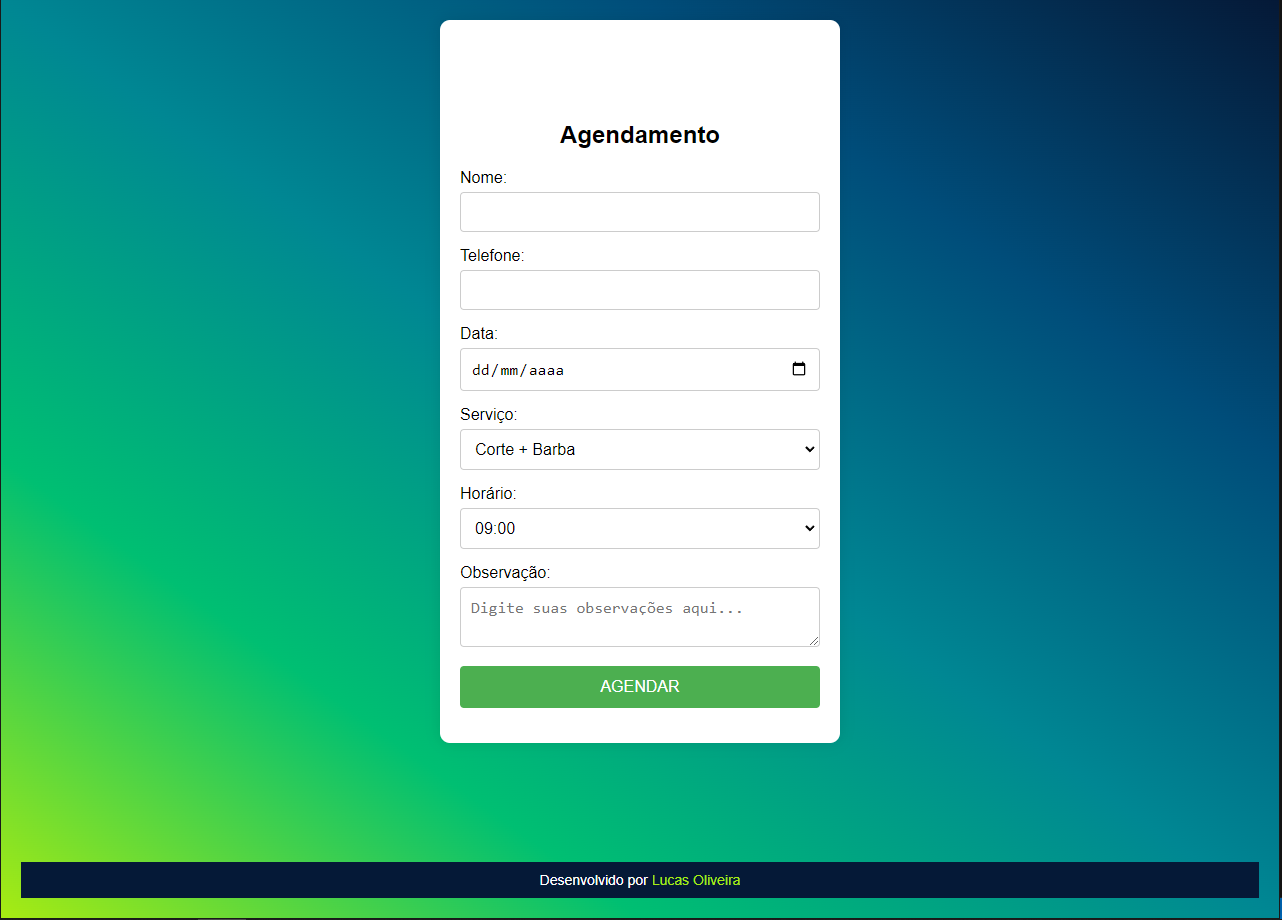 Agendamento
Nome:
Telefone:
Data:
dd/mm/aaaa
Serviço:
Corte + Barba
Horário:
09:00
Observação:
Digite suas observações aqui...
AGENDAR
Desenvolvido por Lucas Oliveira